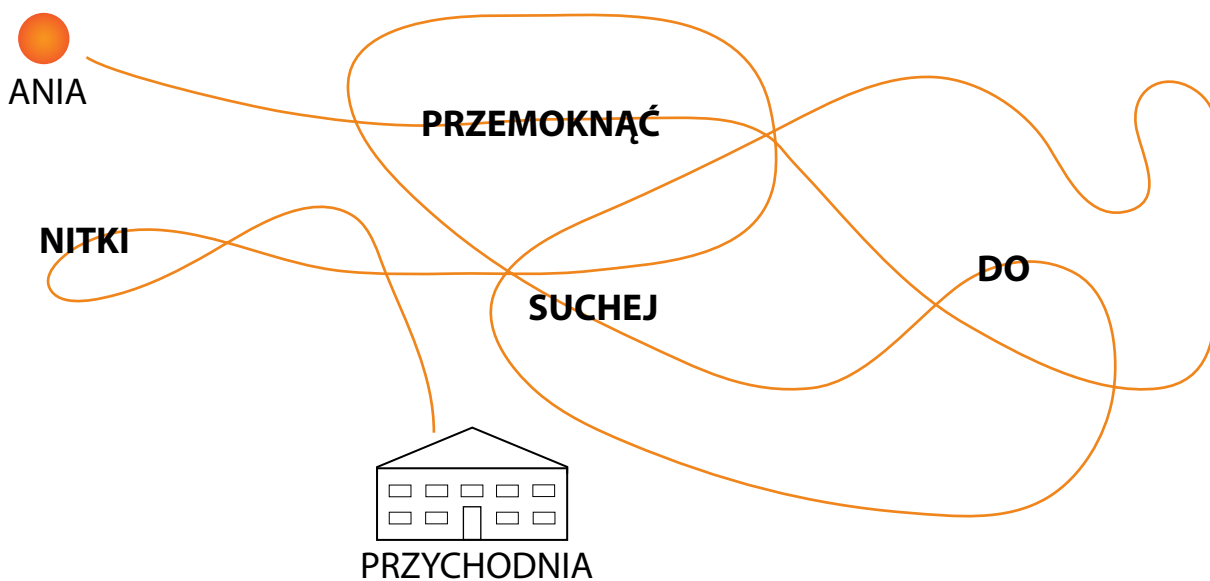 ANIA
PRZEMOKNĄĆ
NITKI
DO
SUCHEJ
PRZYCHODNIA